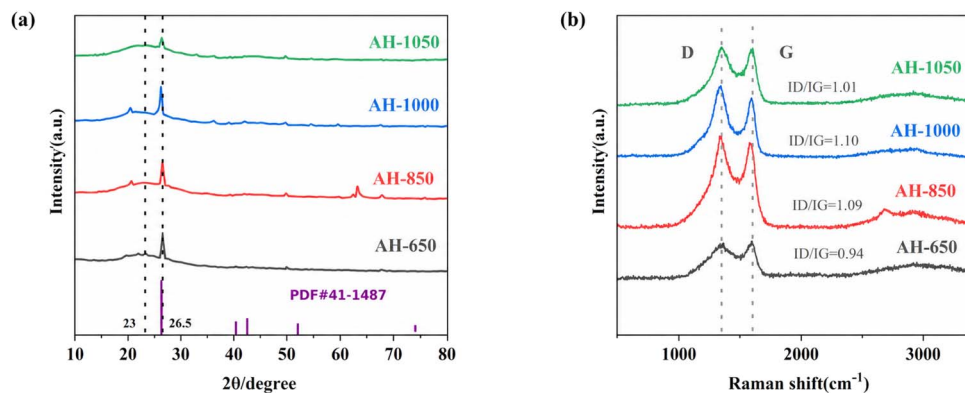 (a)
Intensity(a.u.)
AH-1050
AH-1000
AH-850
AH-650
PDF#41-1487
23
26.5
10 20 30 40 50 60 70 80
2θ/degree
(b)
Intensity(a.u.)
D G
AH-1050
ID/IG=1.01
AH-1000
ID/IG=1.10
AH-850
ID/IG=1.09
AH-650
ID/IG=0.94
1000 2000 3000
Raman shift(cm⁻¹)